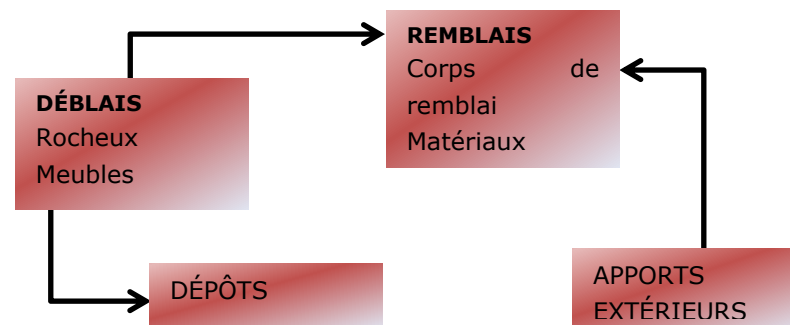 REMBLAIS
Corps de
remblai
Matériaux
DÉBLAIS
Rocheux
Meubles
DÉPÔTS
APPORTS
EXTÉRIEURS